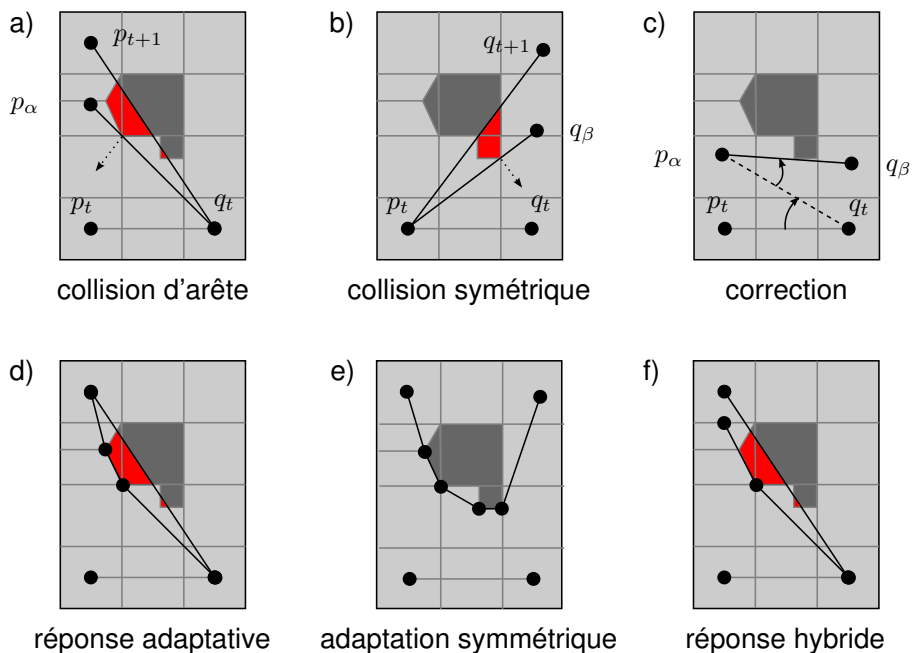 a)
p_{t+1}
p_α
p_t
q_t
collision d'arête
b)
q_{t+1}
q_β
p_t
q_t
collision symétrique
c)
p_α
q_β
p_t
q_t
correction
d)
réponse adaptative
e)
adaptation symmétrique
f)
réponse hybride